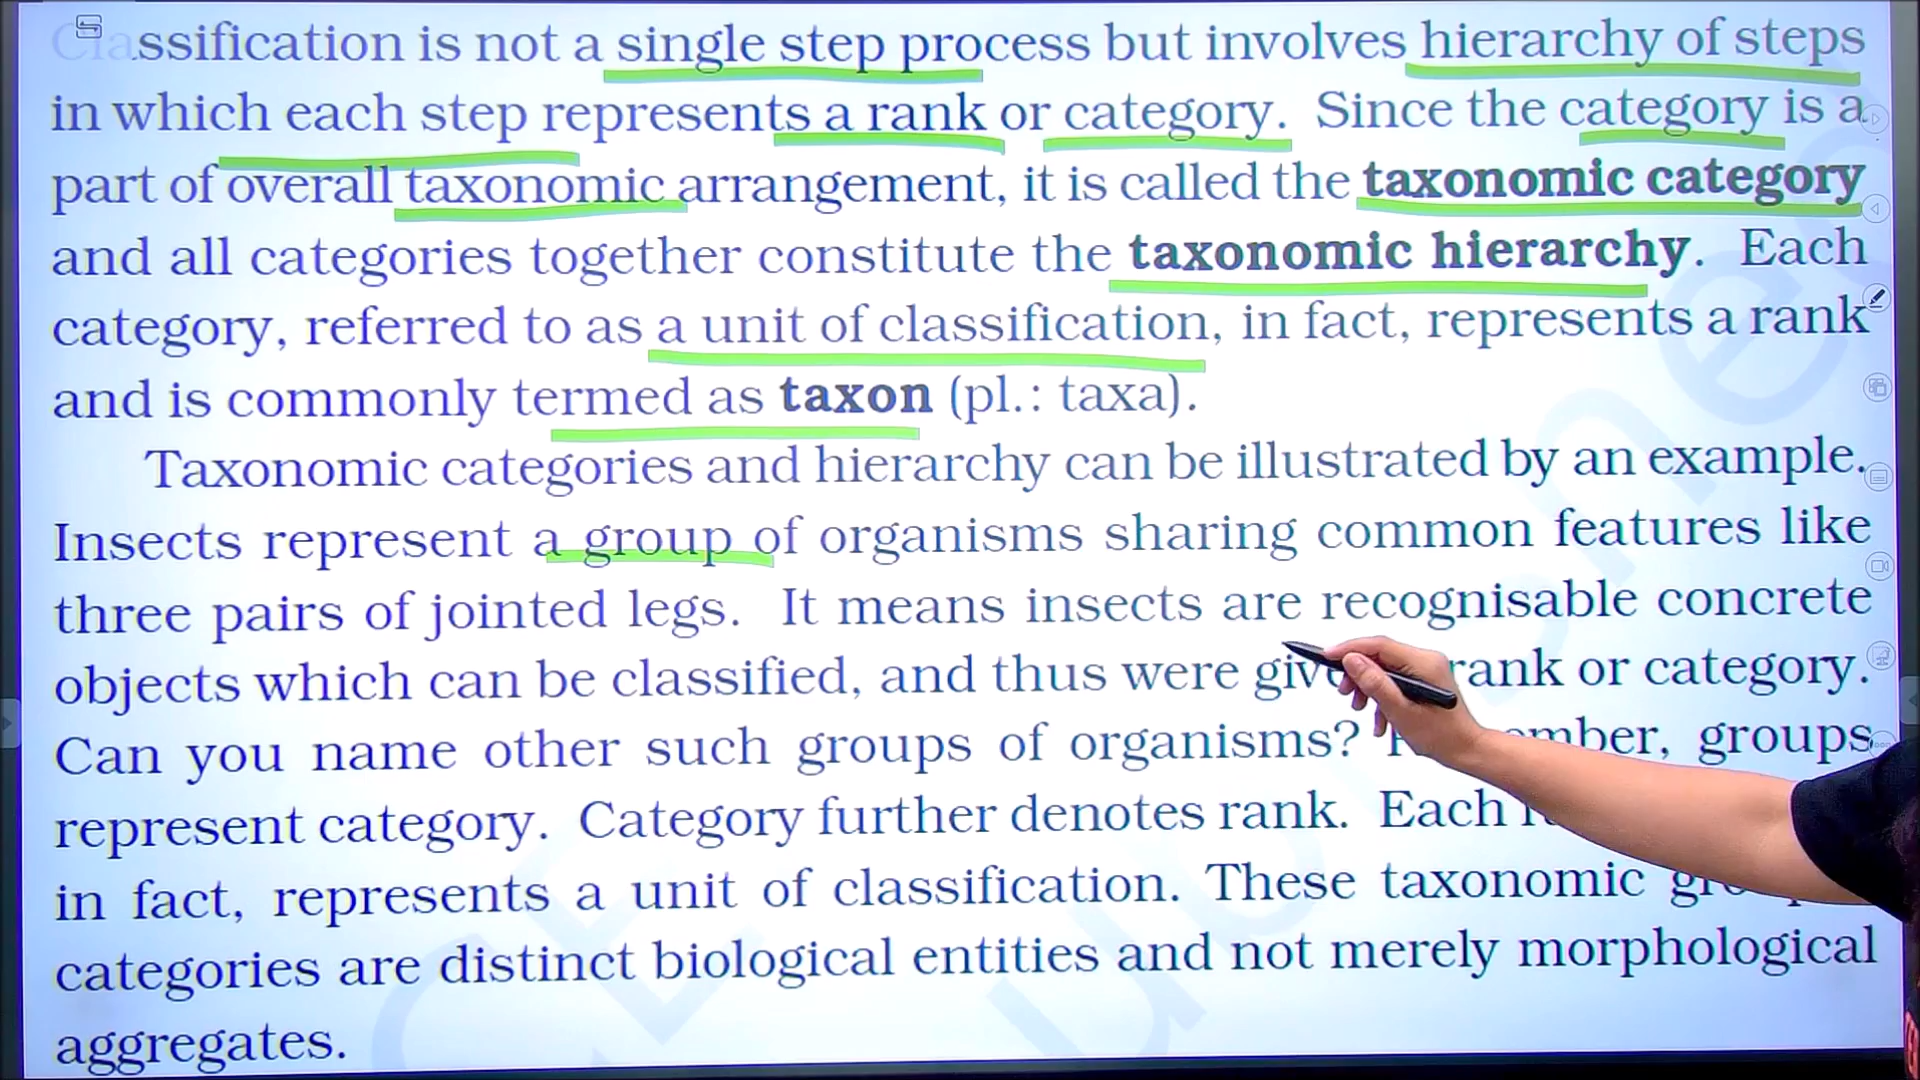 Classification is not a single step process but involves hierarchy of steps
in which each step represents a rank or category. Since the category is a
part of overall taxonomic arrangement, it is called the taxonomic category
and all categories together constitute the taxonomic hierarchy. Each
category, referred to as a unit of classification, in fact, represents a rank
and is commonly termed as taxon (pl.: taxa).
Taxonomic categories and hierarchy can be illustrated by an example.
Insects represent a group of organisms sharing common features like
three pairs of jointed legs. It means insects are recognisable concrete
objects which can be classified, and thus were rank or category.
Can you name other such groups of organisms? groups
represent category. Category further denotes rank. Each
in fact, represents a unit of classification. These taxonomic
categories are distinct biological entities and not merely morphological
aggregates.